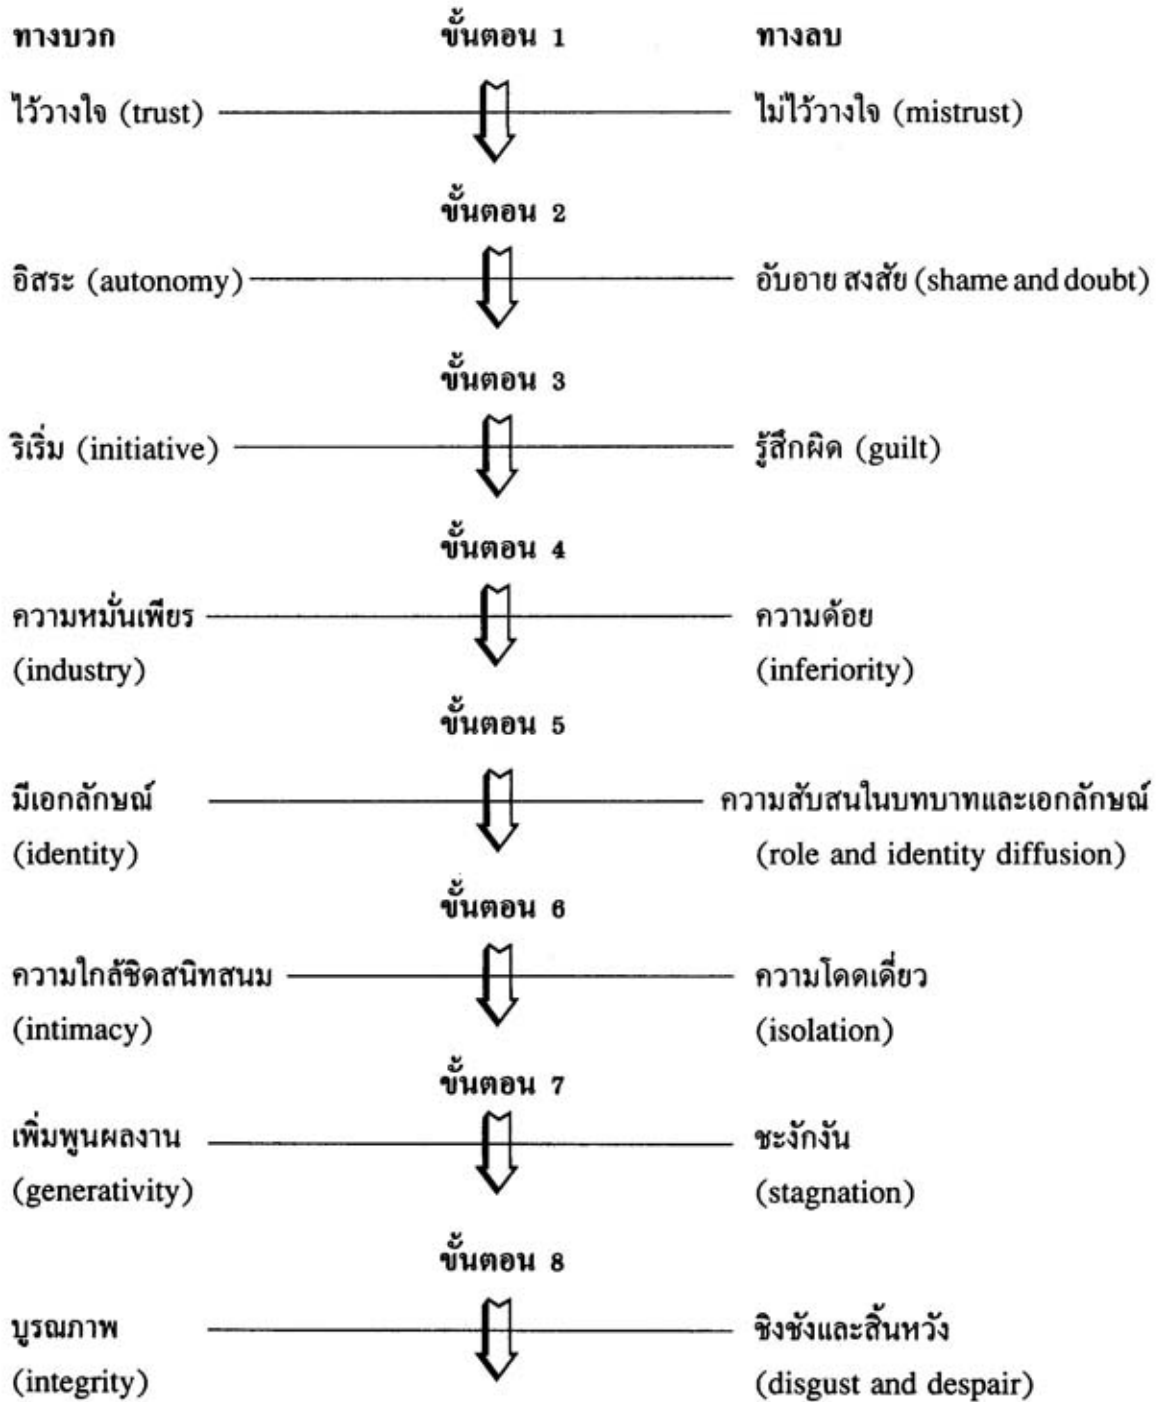 ทางบวก ขั้นตอน 1 ทางลบ
ไว้วางใจ (trust) ไม่ไว้วางใจ (mistrust)
ขั้นตอน 2
อิสระ (autonomy) อับอาย สงสัย (shame and doubt)
ขั้นตอน 3
ริเริ่ม (initiative) รู้สึกผิด (guilt)
ขั้นตอน 4
ความหมั่นเพียร ความด้อย
(industry) (inferiority)
ขั้นตอน 5
มีเอกลักษณ์ ความสับสนในบทบาทและเอกลักษณ์
(identity) (role and identity diffusion)
ขั้นตอน 6
ความใกล้ชิดสนิทสนม ความโดดเดี่ยว
(intimacy) (isolation)
ขั้นตอน 7
เพิ่มพูนผลงาน ชะงักงัน
(generativity) (stagnation)
ขั้นตอน 8
บูรณภาพ ชิงชังและสิ้นหวัง
(integrity) (disgust and despair)